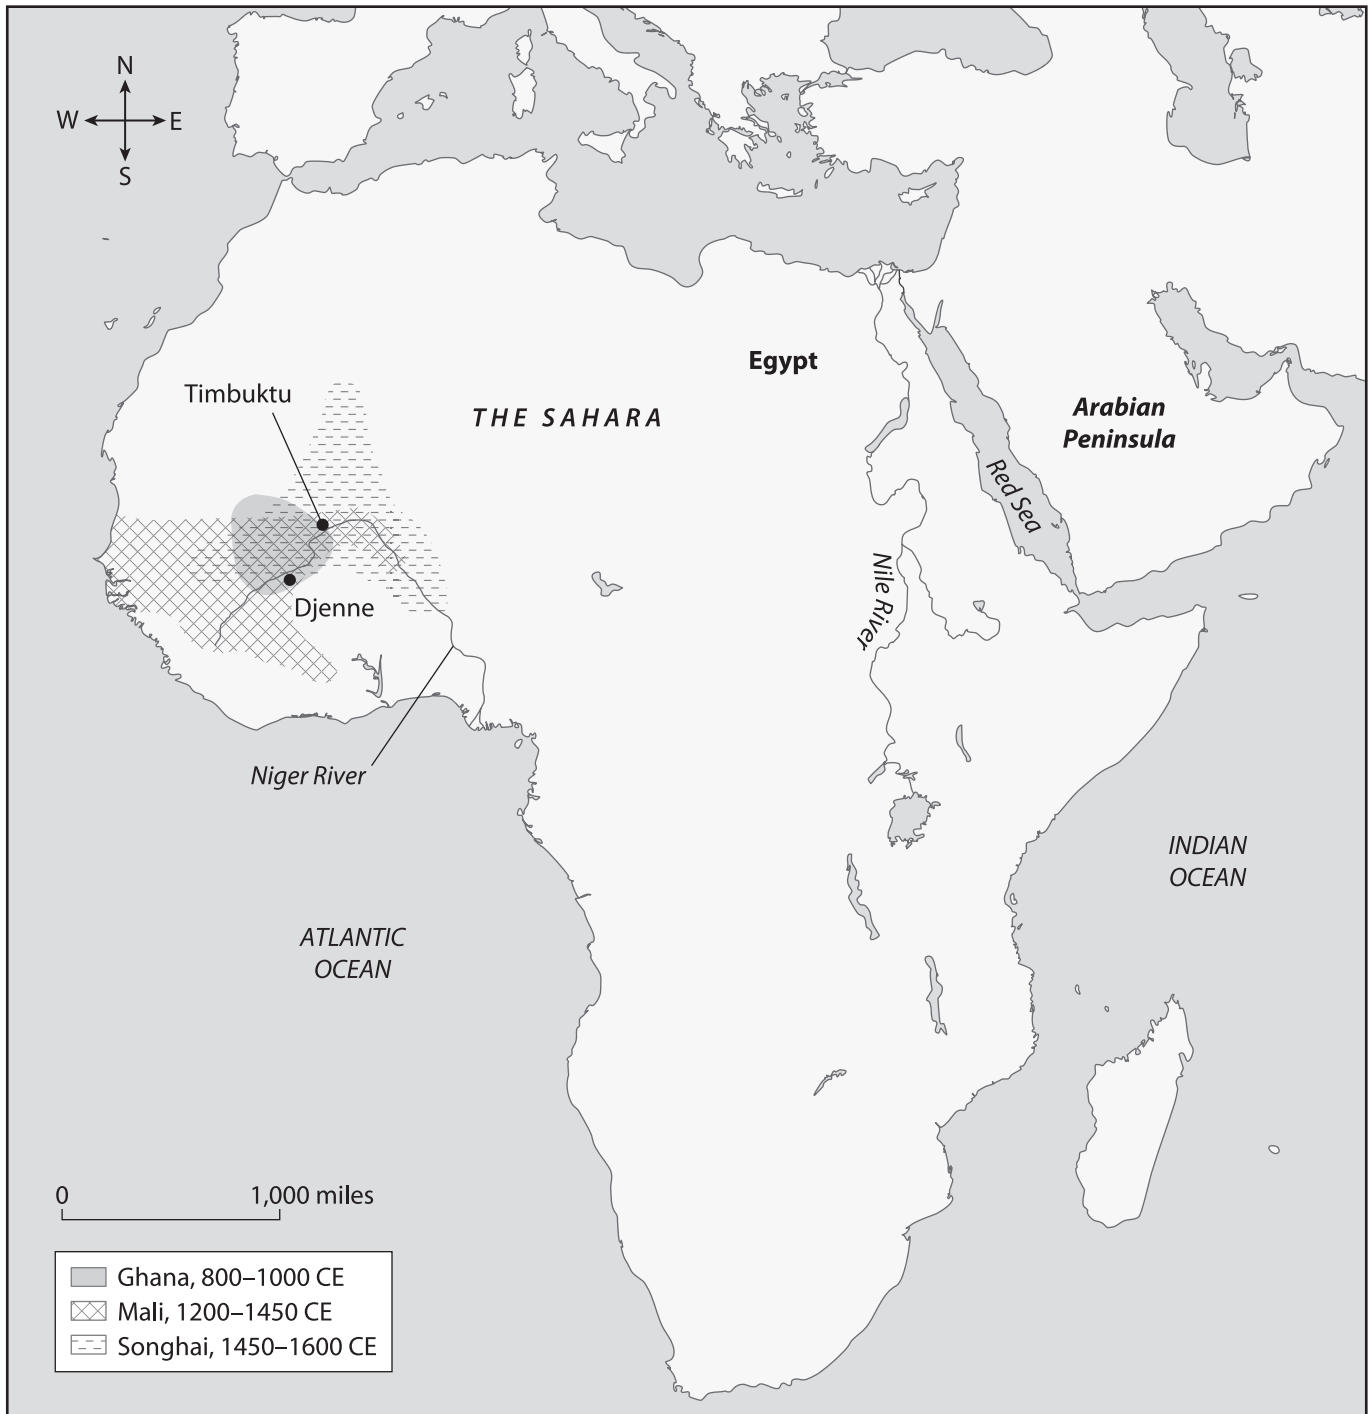 N
W
E
S
Egypt
Timbuktu
THE SAHARA
Arabian
Peninsula
Red Sea
Nile River
Djenne
Niger River
INDIAN
OCEAN
ATLANTIC
OCEAN
0
1,000 miles
Ghana, 800–1000 CE
Mali, 1200–1450 CE
Songhai, 1450–1600 CE